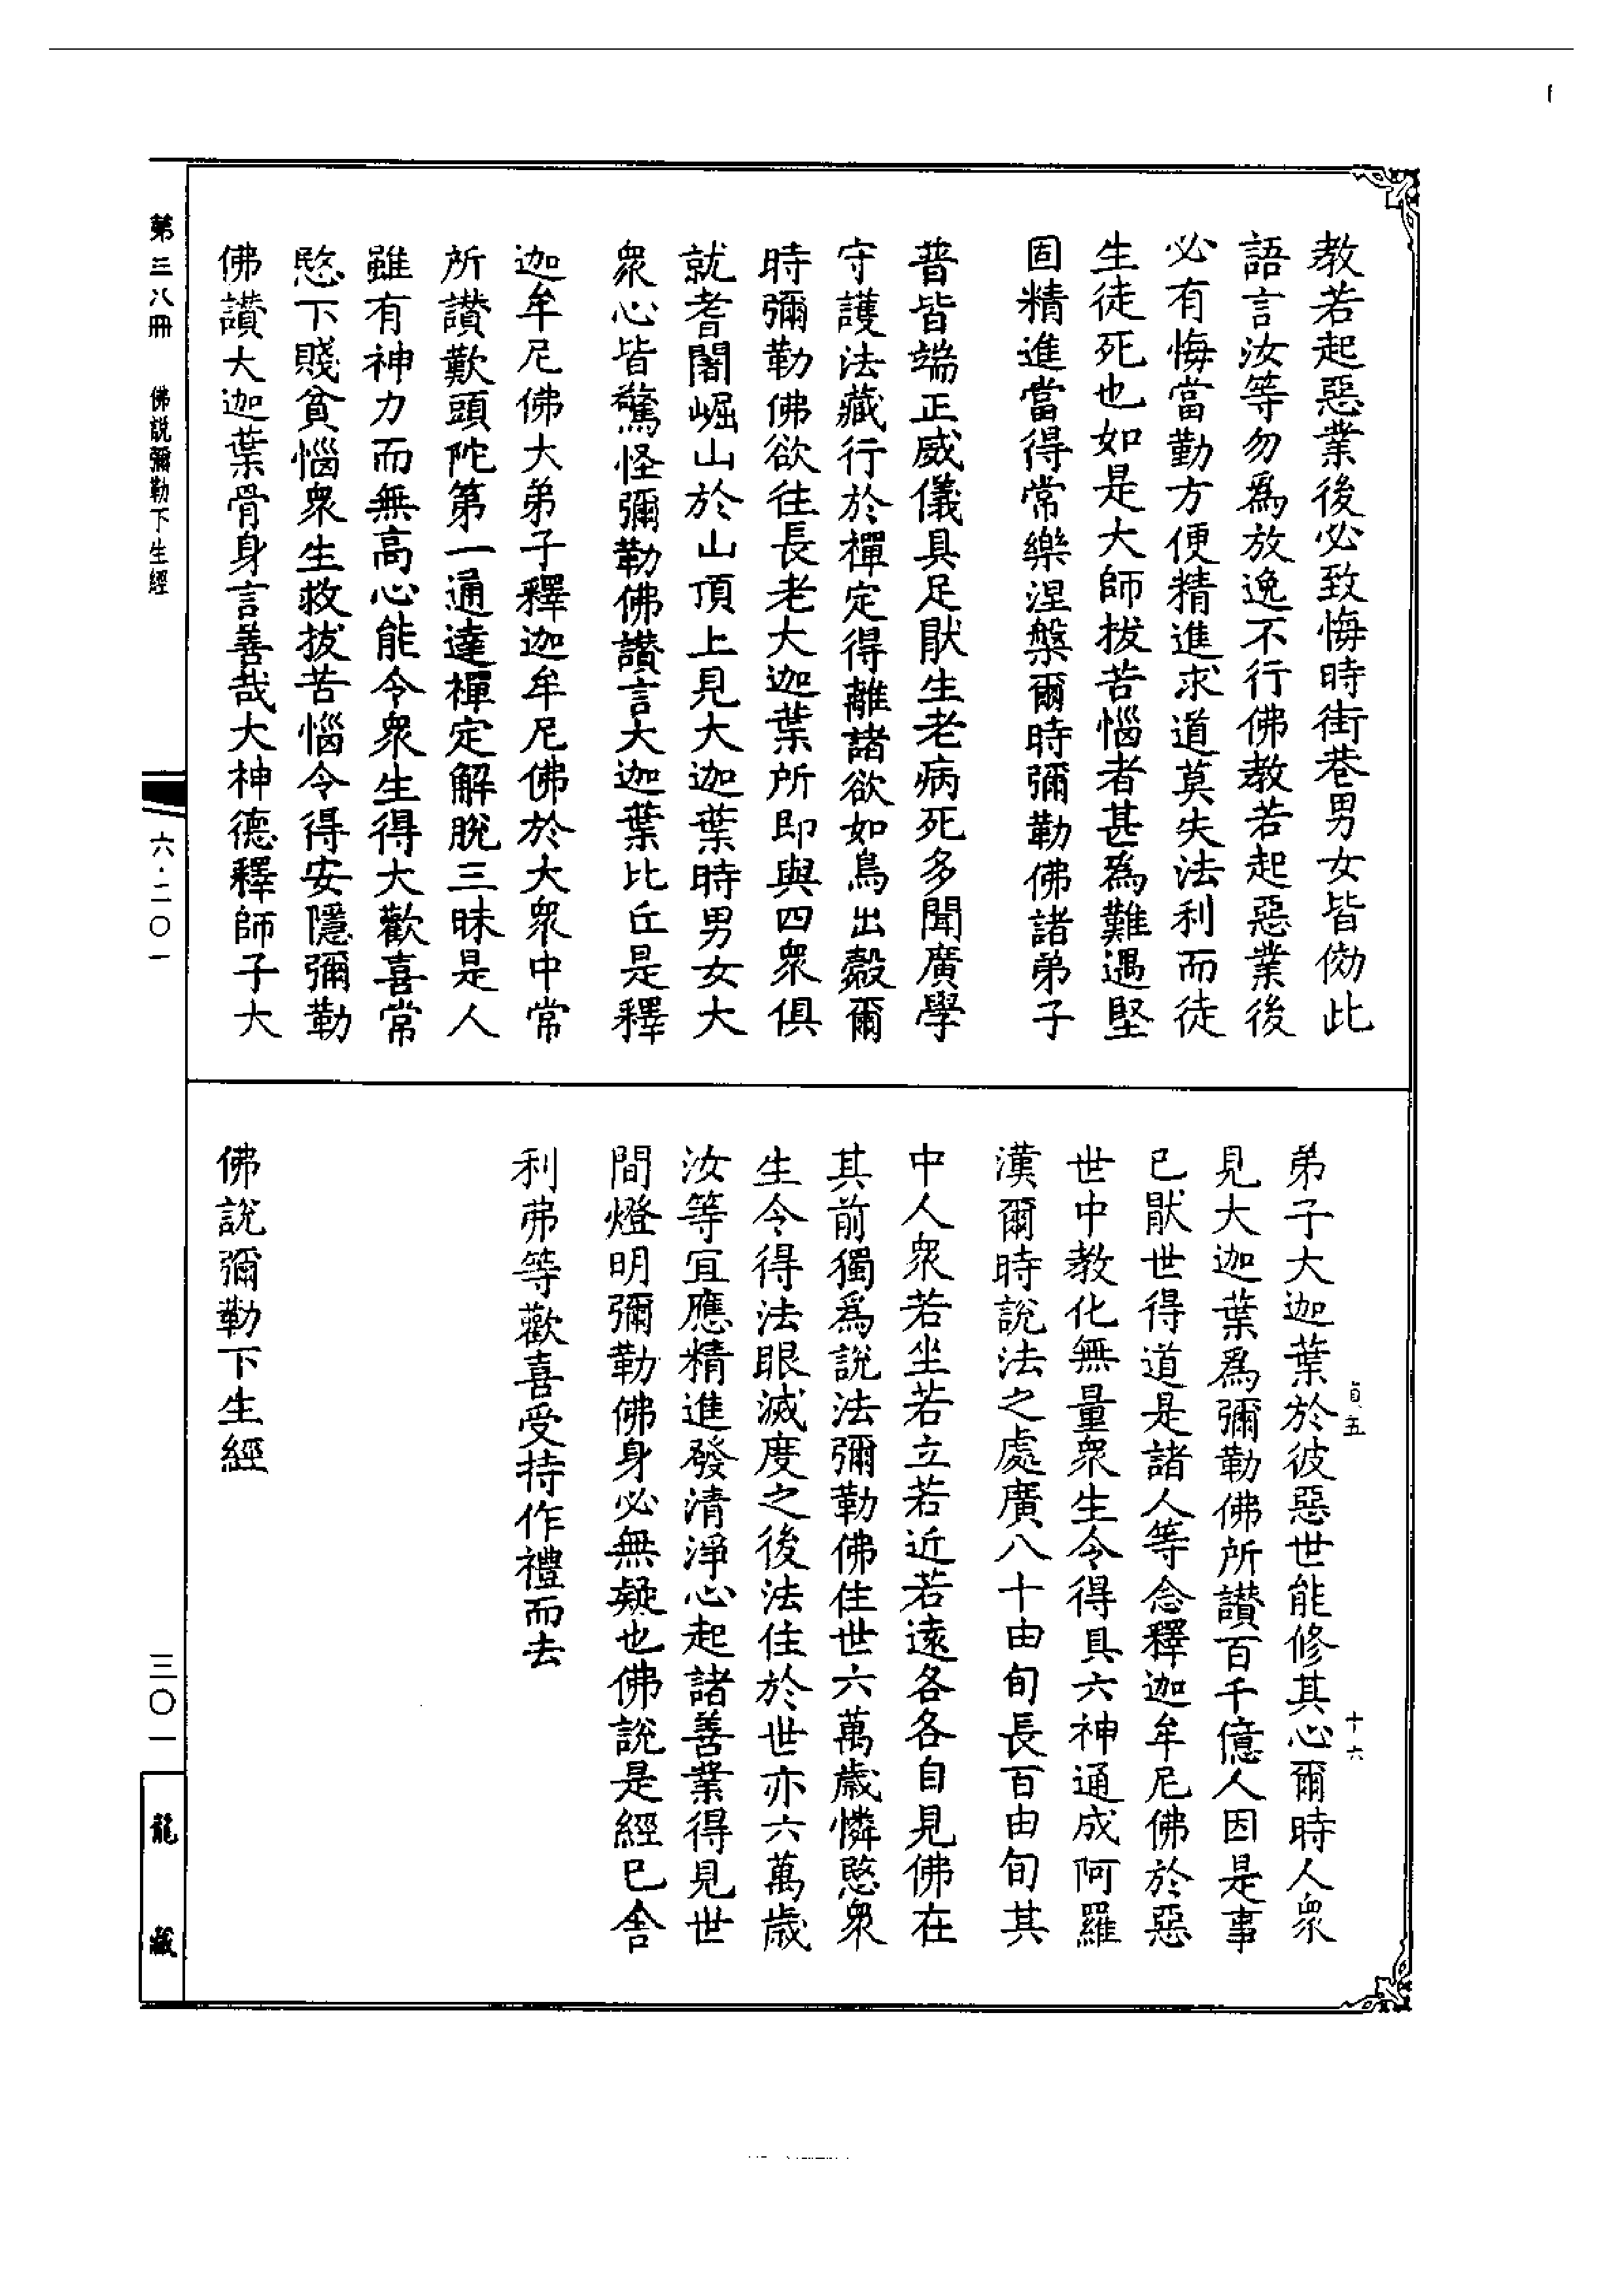 教若起惡業後必致悔時街巷男女皆俲此
語言汝等勿爲放逸不行佛教若起惡業後
必有悔當勤方便精進求道莫失法利而徒
生徒死也如是大師拔苦惱者甚爲難遇堅
固精進當得常樂涅槃爾時彌勒佛諸弟子
普皆端正威儀具足猒生老病死多聞廣學
守護法藏行於禪定得離諸欲如鳥出㲉爾
時彌勒佛欲往長老大迦葉所即與四衆俱
就耆闍崛山於山頂上見大迦葉時男女大
衆心皆驚怪彌勒佛讚言大迦葉比丘是釋
迦牟尼佛大弟子釋迦牟尼佛於大衆中常
所讚歎頭陀第一通達禪定解脫三昧是人
雖有神力而無高心能令衆生得大歡喜常
愍下賤貧惱衆生救拔苦惱令得安隱彌勒
佛讚大迦葉骨身言善哉大神德釋師子大
弟子大迦葉於彼惡世能修其心爾時人衆
見大迦葉爲彌勒佛所讚百千億人因是事
已猒世得道是諸人等念釋迦牟尼佛於惡
世中教化無量衆生令得具六神通成阿羅
漢爾時說法之處廣八十由旬長百由旬其
中人衆若坐若立若近若遠各各自見佛在
其前獨爲說法彌勒佛住世六萬歲憐愍衆
生令得法眼滅度之後法住於世亦六萬歲
汝等宜應精進發清淨心起諸善業得見世
間燈明彌勒佛身必無疑也佛說是經已舍
利弗等歡喜受持作禮而去
佛說彌勒下生經
貞五
十六
第三八冊 佛說彌勒下生經
六·二〇一
三〇一
龍藏